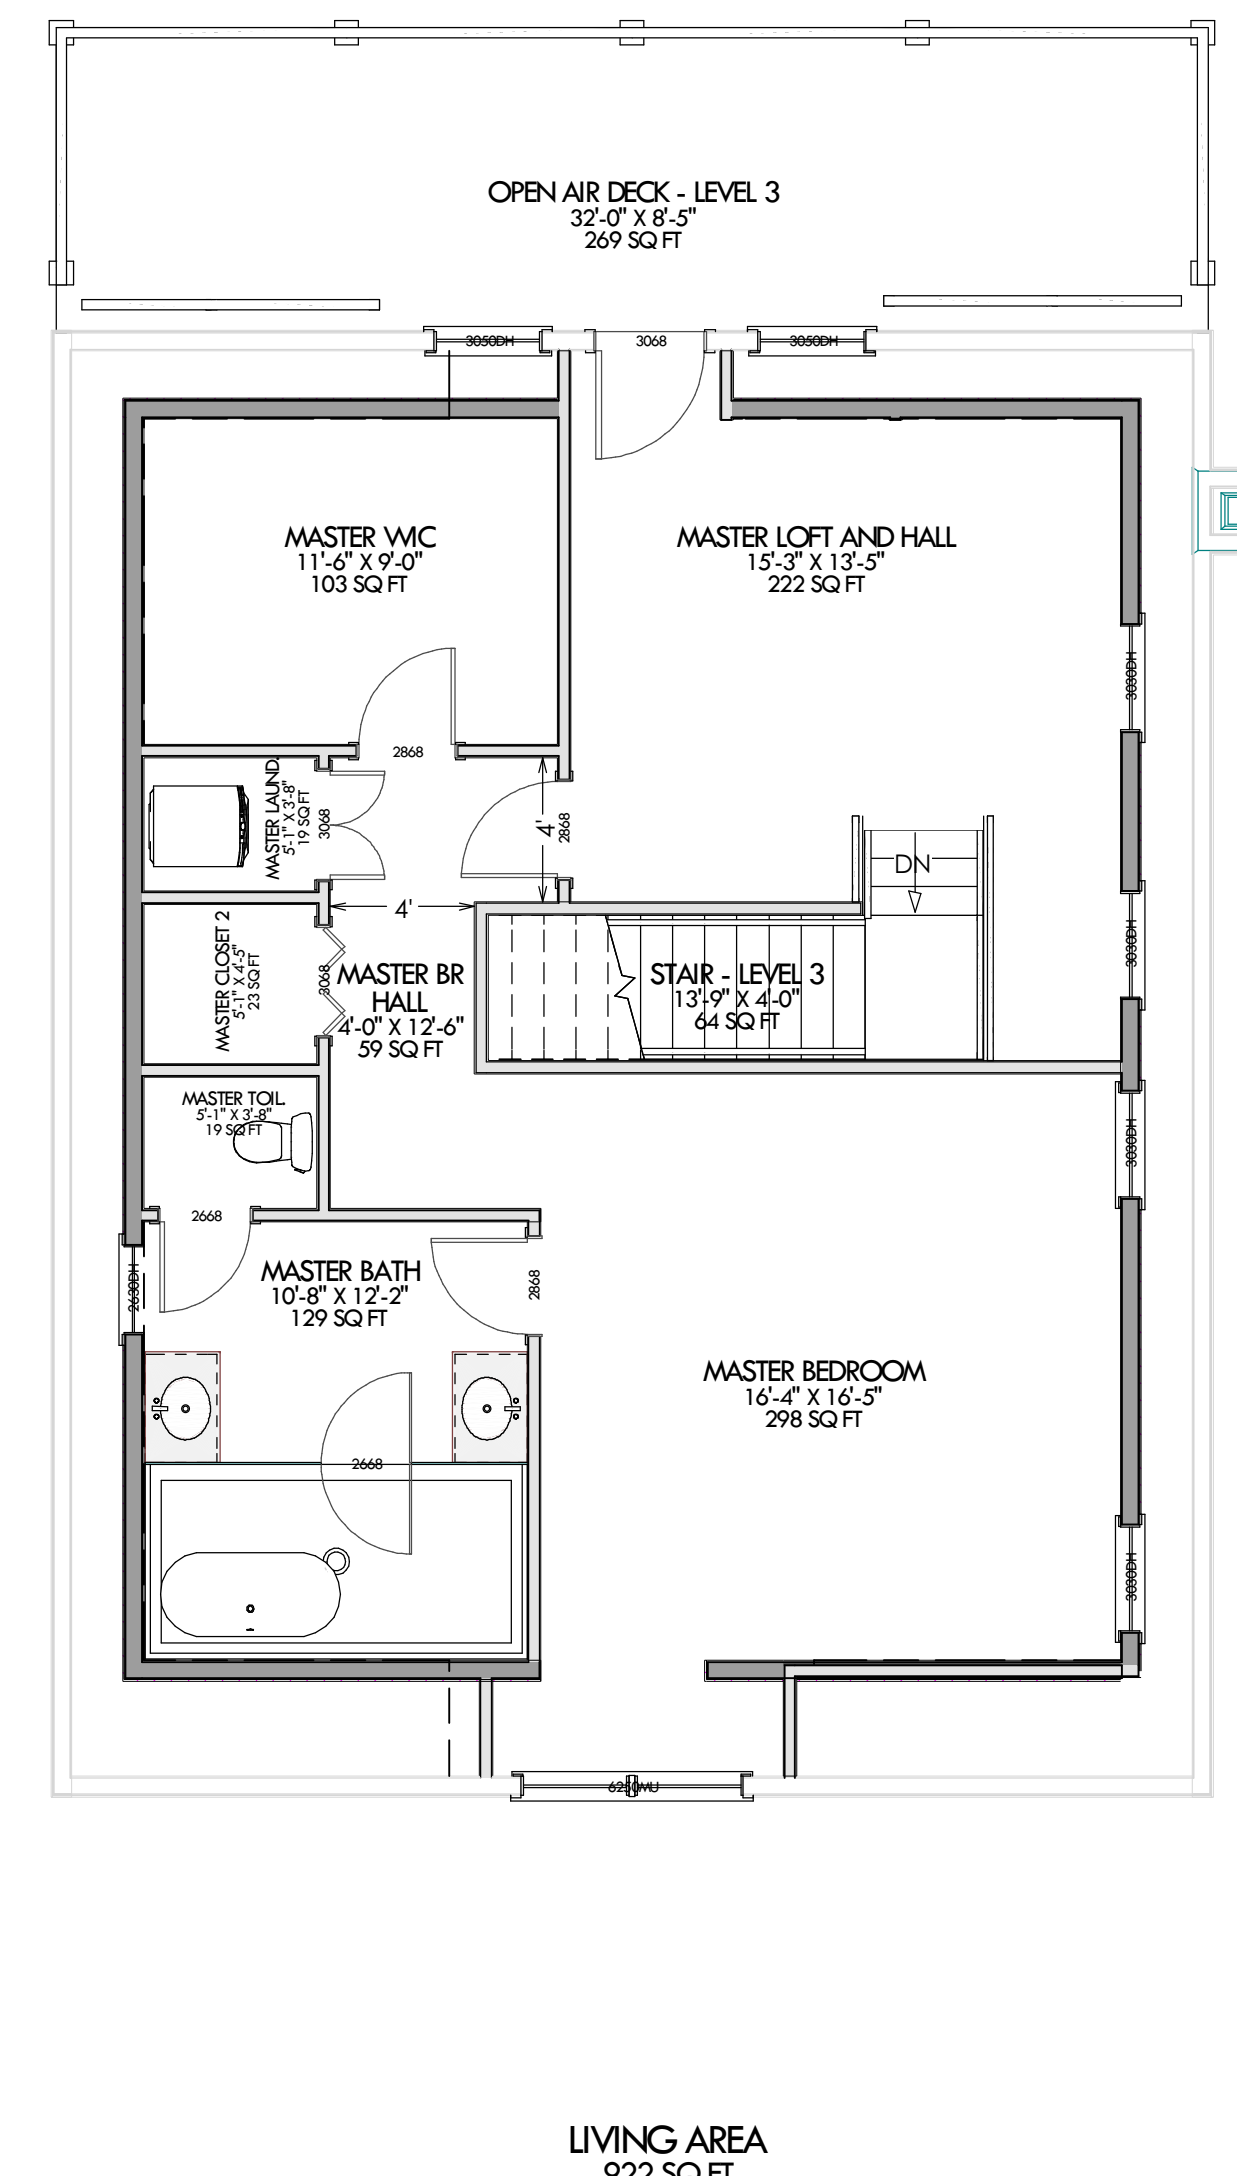 OPEN AIR DECK - LEVEL 3
32'-0" X 8'-5"
269 SQ FT
3050DH
3068
3050DH
MASTER WIC
11'-6" X 9'-0"
103 SQ FT
MASTER LOFT AND HALL
15'-3" X 13'-5"
222 SQ FT
3030DH
2868
MASTER LAUND.
5'-1" X 3'-8"
19 SQ FT
3068
4'
2868
DN
4'
MASTER CLOSET 2
5'-1" X 4'-5"
23 SQ FT
3068
MASTER BR
HALL
4'-0" X 12'-6"
59 SQ FT
STAIR - LEVEL 3
13'-9" X 4'-0"
64 SQ FT
3030DH
MASTER TOIL.
5'-1" X 3'-8"
19 SQ FT
3030DH
2668
2630DH
MASTER BATH
10'-8" X 12'-2"
129 SQ FT
2868
MASTER BEDROOM
16'-4" X 16'-5"
298 SQ FT
2668
3030DH
6250MU
LIVING AREA
922 SQ FT